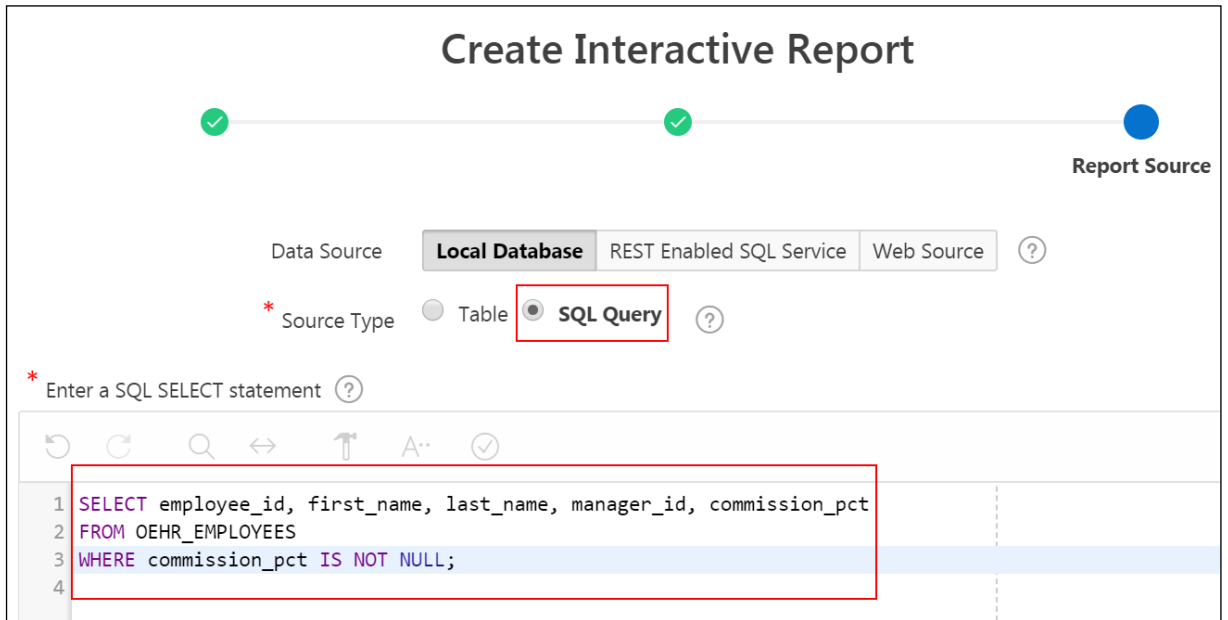 Create Interactive Report
Report Source
Data Source Local Database REST Enabled SQL Service Web Source ?
* Source Type Table SQL Query ?
* Enter a SQL SELECT statement ?
A
1 SELECT employee_id, first_name, last_name, manager_id, commission_pct
2 FROM OEHR_EMPLOYEES
3 WHERE commission_pct IS NOT NULL;
4